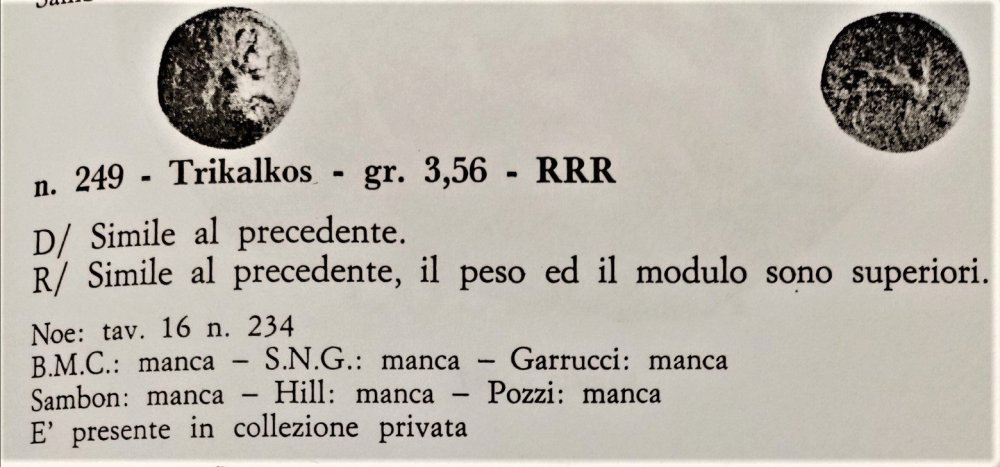 n. 249 - Trikalkos - gr. 3,56 - RRR
D/ Simile al precedente.
R/ Simile al precedente, il peso ed il modulo sono superiori.
Noe: tav. 16 n. 234
B.M.C.: manca – S.N.G.: manca – Garrucci: manca
Sambon: manca – Hill: manca – Pozzi: manca
E' presente in collezione privata